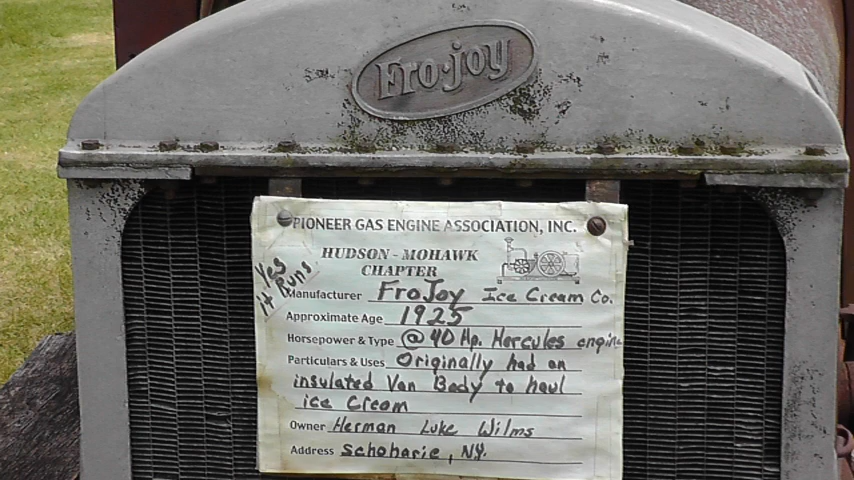 Fro-joy
PIONEER GAS ENGINE ASSOCIATION, INC.
HUDSON - MOHAWK
CHAPTER
Yes
it Runs
Manufacturer FroJoy Ice Cream Co.
Approximate Age 1925
Horsepower & Type @ 40 Hp. Hercules engine
Particulars & Uses Originally had an
insulated Van Body to haul
ice Cream
Owner Herman Luke Wilms
Address Schoharie, N.Y.